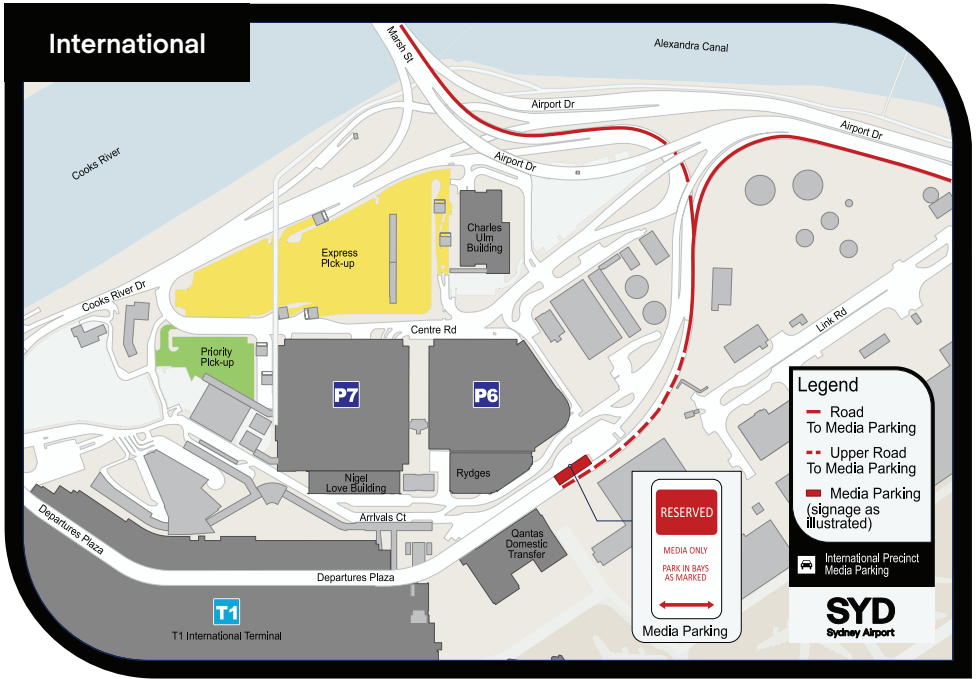 International
Alexandra Canal
Marsh St
Airport Dr
Airport Dr
Airport Dr
Cooks River
Charles
Ulm
Building
Express
PIck-up
Cooks River Dr
Centre Rd
Link Rd
Priority
PIck-up
P7
P6
Nigel
Love Building
Rydges
Arrivals Ct
Qantas
Domestic
Transfer
Departures Plaza
Departures Plaza
T1
T1 International Terminal
RESERVED
MEDIA ONLY
PARK IN BAYS
AS MARKED
Media Parking
Legend
Road
To Media Parking
Upper Road
To Media Parking
Media Parking
(signage as
illustrated)
International Precinct
Media Parking
SYD
Sydney Airport